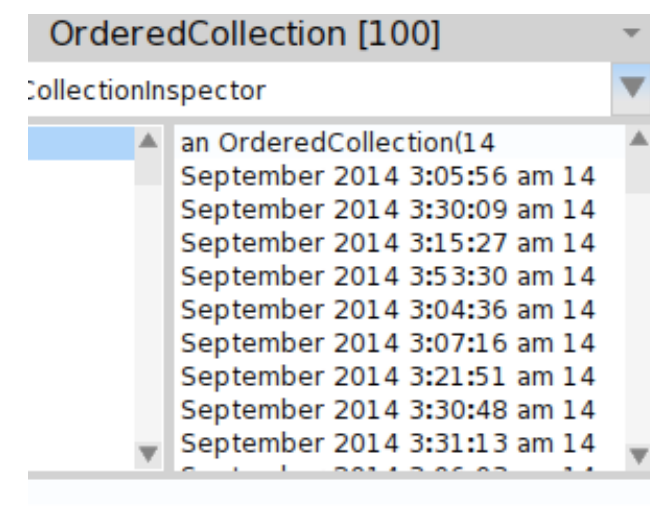 OrderedCollection [100]
CollectionInspector
an OrderedCollection(14
September 2014 3:05:56 am 14
September 2014 3:30:09 am 14
September 2014 3:15:27 am 14
September 2014 3:53:30 am 14
September 2014 3:04:36 am 14
September 2014 3:07:16 am 14
September 2014 3:21:51 am 14
September 2014 3:30:48 am 14
September 2014 3:31:13 am 14